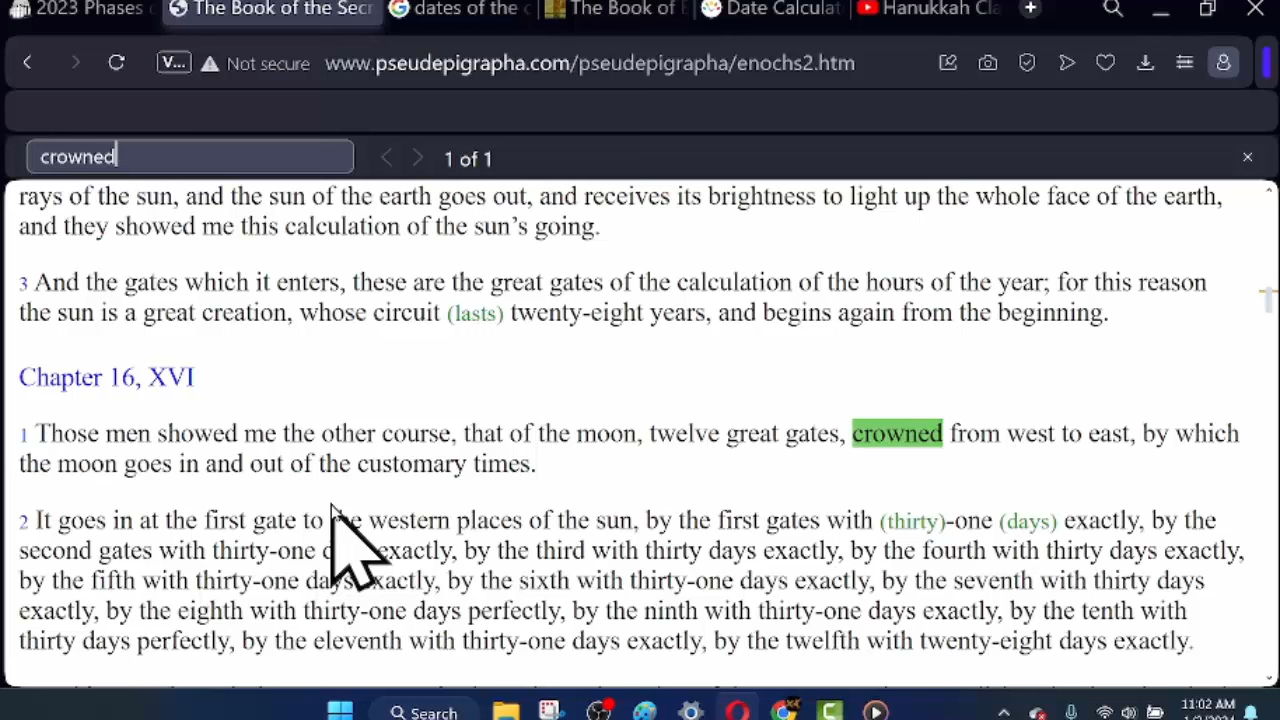 2023 Phases
The Book of the Secr
dates of the
The Book of
Date Calculat
Hanukkah Cla
V...
Not secure
www.pseudepigrapha.com/pseudepigrapha/enochs2.htm
crowned
1 of 1
rays of the sun, and the sun of the earth goes out, and receives its brightness to light up the whole face of the earth,
and they showed me this calculation of the sun’s going.
3 And the gates which it enters, these are the great gates of the calculation of the hours of the year; for this reason
the sun is a great creation, whose circuit (lasts) twenty-eight years, and begins again from the beginning.
Chapter 16, XVI
1 Those men showed me the other course, that of the moon, twelve great gates, crowned from west to east, by which
the moon goes in and out of the customary times.
2 It goes in at the first gate to the western places of the sun, by the first gates with (thirty)-one (days) exactly, by the
second gates with thirty-one exactly, by the third with thirty days exactly, by the fourth with thirty days exactly,
by the fifth with thirty-one days exactly, by the sixth with thirty-one days exactly, by the seventh with thirty days
exactly, by the eighth with thirty-one days perfectly, by the ninth with thirty-one days exactly, by the tenth with
thirty days perfectly, by the eleventh with thirty-one days exactly, by the twelfth with twenty-eight days exactly.
Search
11:02 AM